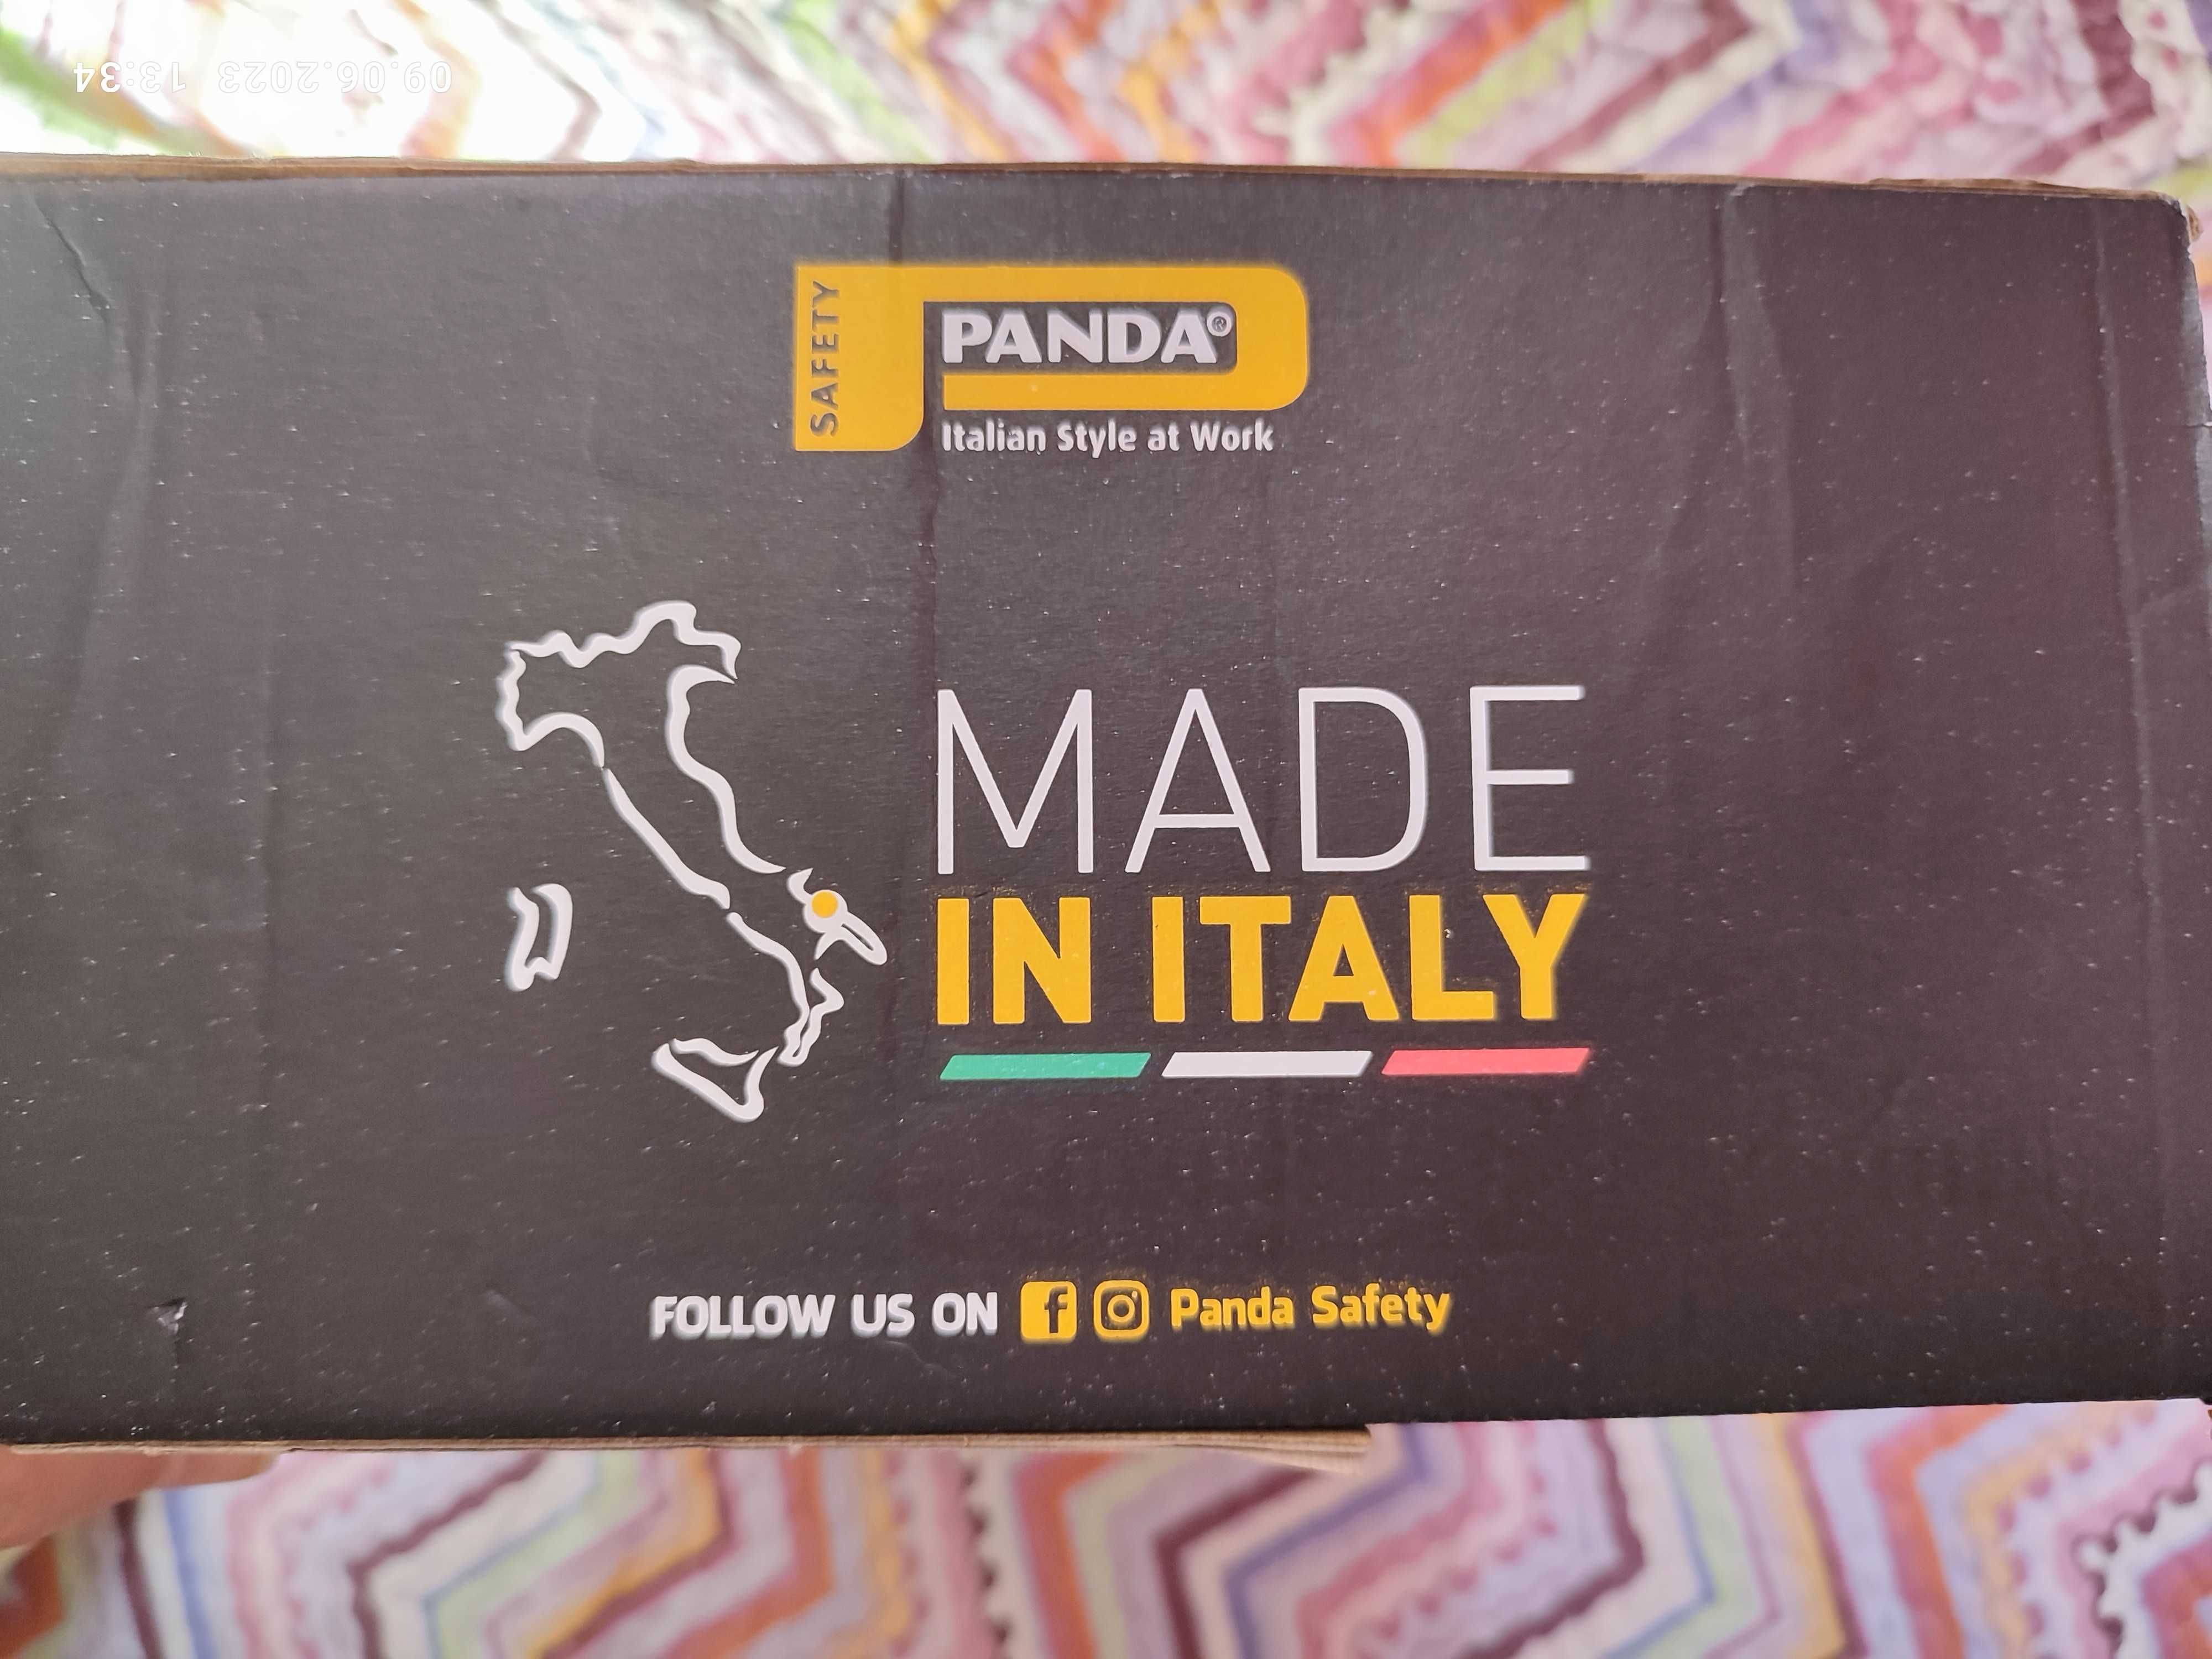 09.06.2023 13:34
SAFETY
PANDA®
Italian Style at Work
MADE
IN ITALY
FOLLOW US ON f Panda Safety